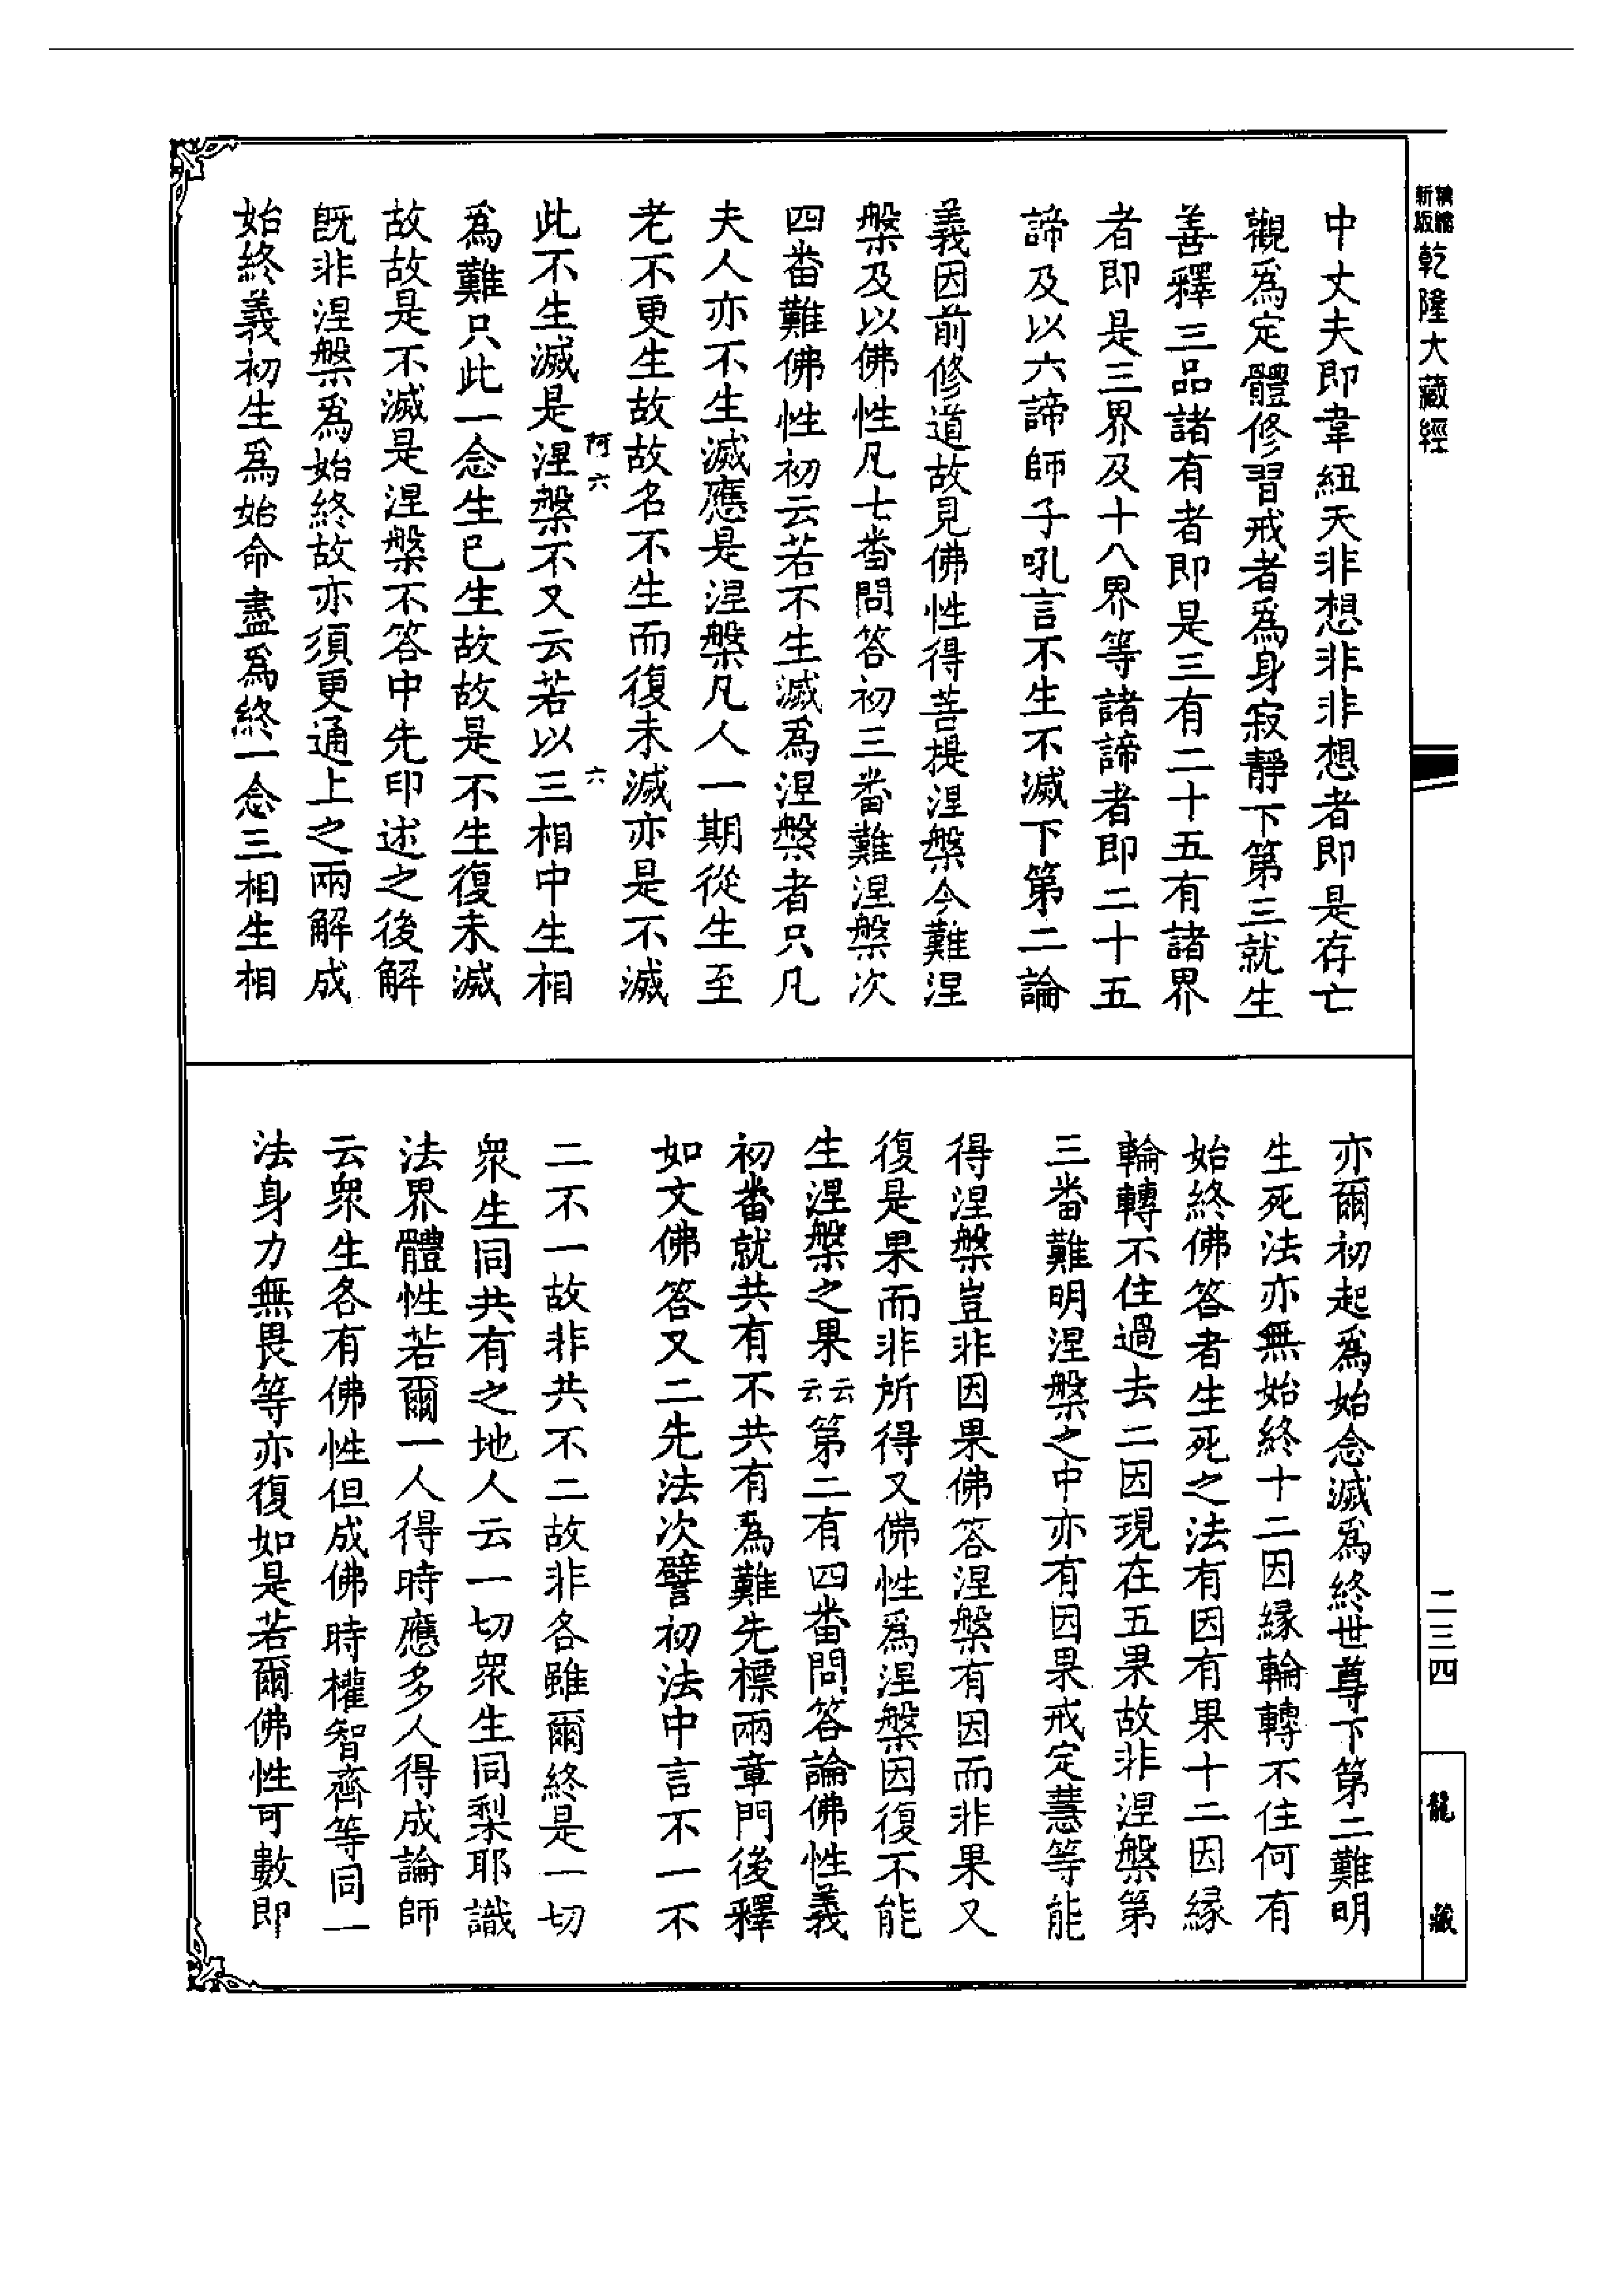 新版精縮乾隆大藏經
中丈夫即韋紐天非想非非想者即是存亡
觀爲定體修習戒者爲身寂靜下第三就生
善釋三品諸有者即是三有二十五有諸界
者即是三界及十八界等諸諦者即二十五
諦及以六諦師子吼言不生不滅下第二論
義因前修道故見佛性得菩提涅槃今難涅
槃及以佛性凡七番問答初三番難涅槃次
四番難佛性初云若不生滅爲涅槃者只凡
夫人亦不生滅應是涅槃凡人一期從生至
老不更生故故名不生而復未滅亦是不滅
阿六
六
此不生滅是涅槃不又云若以三相中生相
爲難只此一念生已生故故是不生復未滅
故故是不滅是涅槃不答中先印述之後解
既非涅槃爲始終故亦須更通上之兩解成
始終義初生爲始命盡爲終一念三相生相
亦爾初起爲始念滅爲終世尊下第二難明
生死法亦無始終十二因緣輪轉不住何有
始終佛答者生死之法有因有果十二因緣
輪轉不住過去二因現在五果故非涅槃第
三番難明涅槃之中亦有因果戒定慧等能
得涅槃豈非因果佛答涅槃有因而非果又
復是果而非所得又佛性爲涅槃因復不能
生涅槃之果云云第二有四番問答論佛性義
初番就共有不共有爲難先標兩章門後釋
如文佛答又二先法次譬初法中言不一不
二不一故非共不二故非各雖爾終是一切
衆生同共有之地人云一切衆生同梨耶識
法界體性若爾一人得時應多人得成論師
云衆生各有佛性但成佛時權智齊等同一
法身力無畏等亦復如是若爾佛性可數即
二三四
龍藏